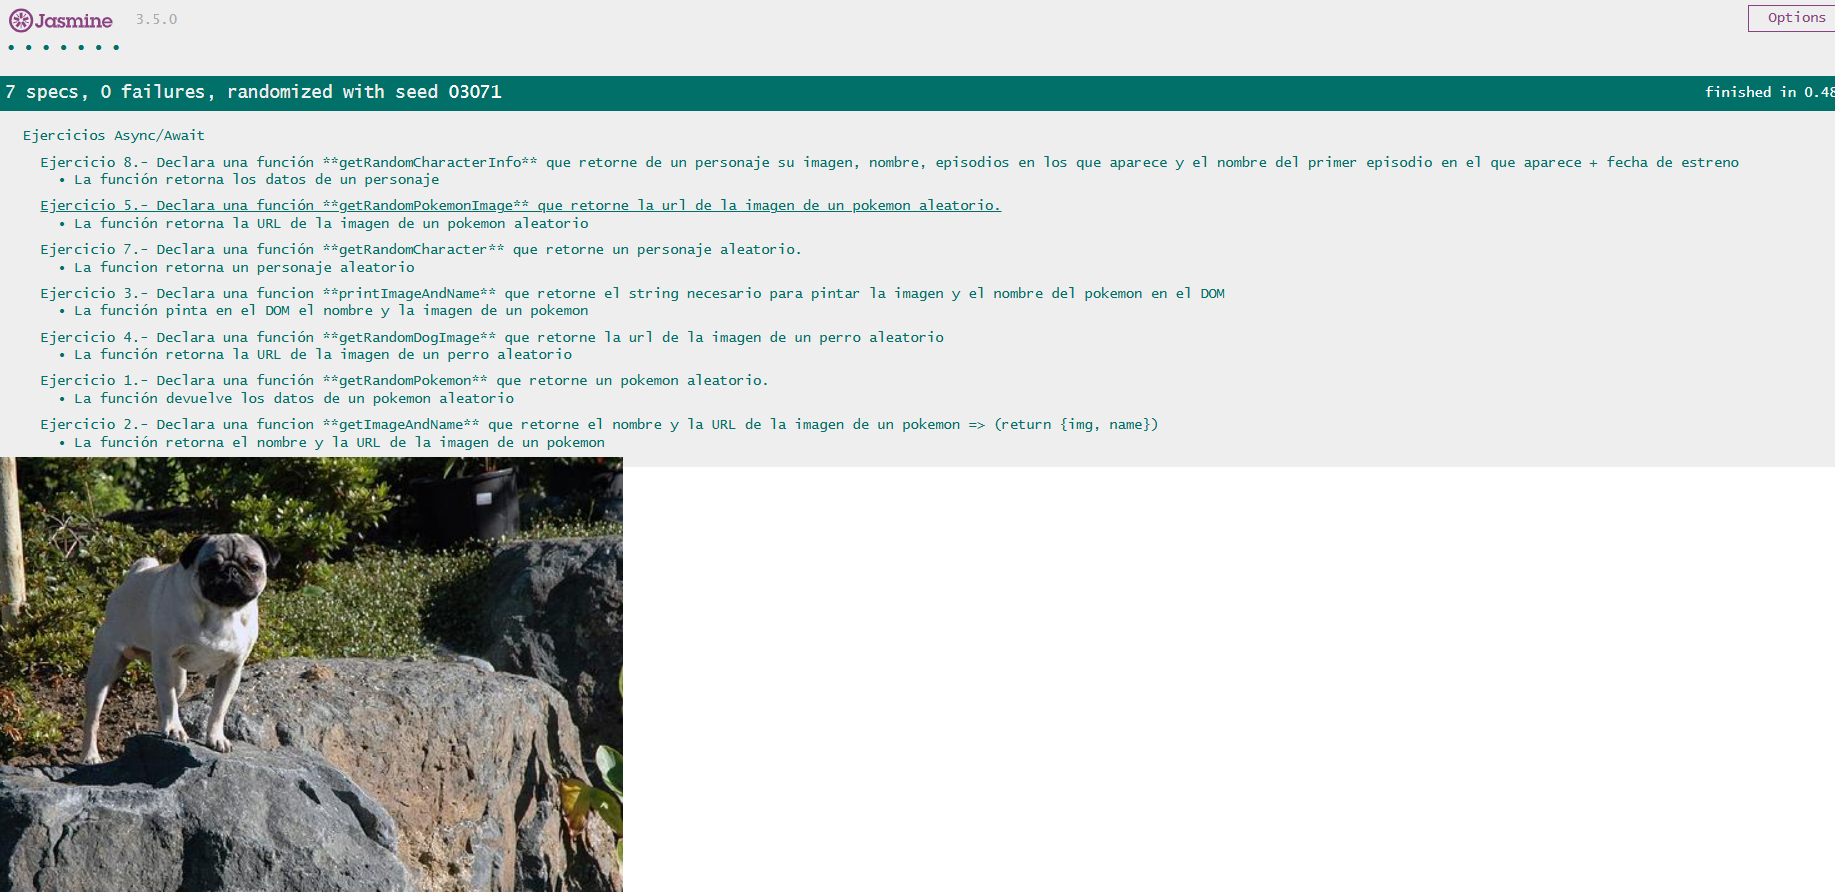 Jasmine 3.5.0
Options
7 specs, 0 failures, randomized with seed 03071
finished in 0.48
Ejercicios Async/Await
Ejercicio 8.- Declara una función **getRandomCharacterInfo** que retorne de un personaje su imagen, nombre, episodios en los que aparece y el nombre del primer episodio en el que aparece + fecha de estreno
• La función retorna los datos de un personaje
Ejercicio 5.- Declara una función **getRandomPokemonImage** que retorne la url de la imagen de un pokemon aleatorio.
• La función retorna la URL de la imagen de un pokemon aleatorio
Ejercicio 7.- Declara una función **getRandomCharacter** que retorne un personaje aleatorio.
• La funcion retorna un personaje aleatorio
Ejercicio 3.- Declara una funcion **printImageAndName** que retorne el string necesario para pintar la imagen y el nombre del pokemon en el DOM
• La función pinta en el DOM el nombre y la imagen de un pokemon
Ejercicio 4.- Declara una función **getRandomDogImage** que retorne la url de la imagen de un perro aleatorio
• La función retorna la URL de la imagen de un perro aleatorio
Ejercicio 1.- Declara una función **getRandomPokemon** que retorne un pokemon aleatorio.
• La función devuelve los datos de un pokemon aleatorio
Ejercicio 2.- Declara una funcion **getImageAndName** que retorne el nombre y la URL de la imagen de un pokemon => (return {img, name})
• La función retorna el nombre y la URL de la imagen de un pokemon